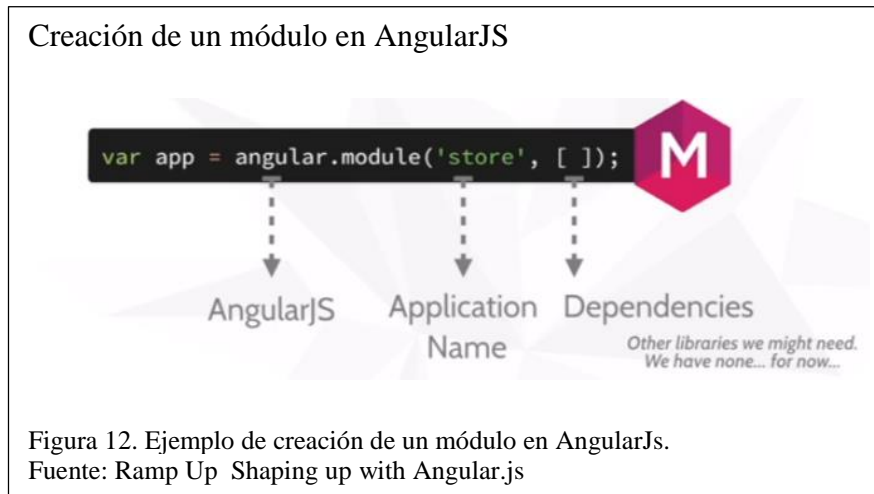 Creación de un módulo en AngularJS
var app = angular.module('store', [ ]);
M
AngularJS
Application
Name
Dependencies
Other libraries we might need.
We have none... for now...
Figura 12. Ejemplo de creación de un módulo en AngularJs.
Fuente: Ramp Up Shaping up with Angular.js